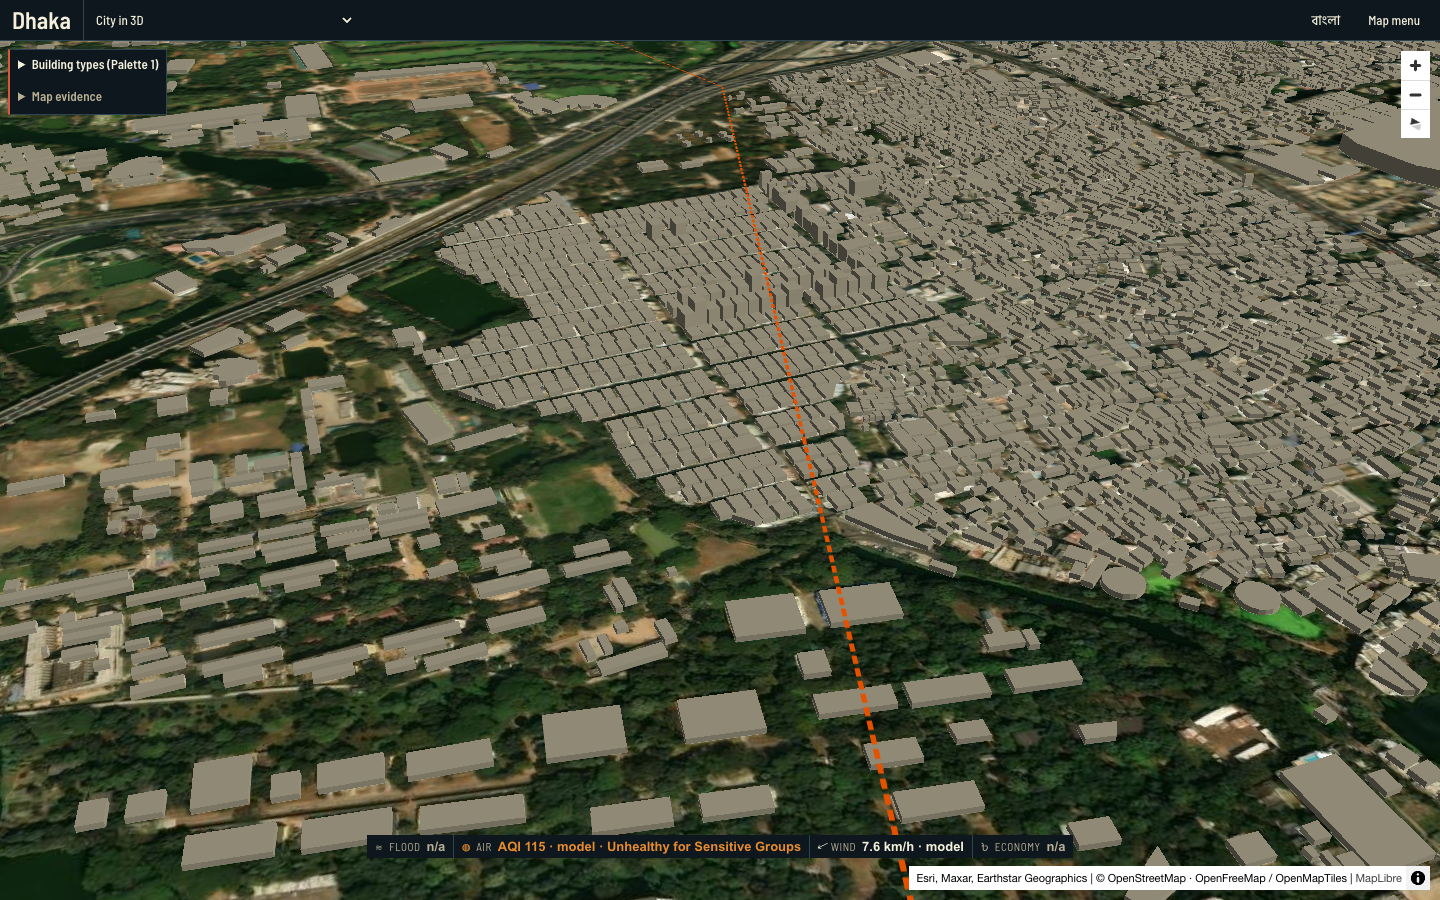 Dhaka
City in 3D
বাংলা
Map menu
Building types (Palette 1)
Map evidence
FLOOD n/a
AIR AQI 115 · model · Unhealthy for Sensitive Groups
WIND 7.6 km/h · model
ECONOMY n/a
Esri, Maxar, Earthstar Geographics | © OpenStreetMap · OpenFreeMap / OpenMapTiles | MapLibre